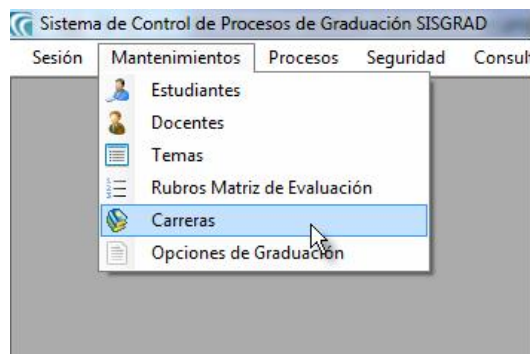 Sistema de Control de Procesos de Graduación SISGRAD
Sesión Mantenimientos Procesos Seguridad Consult
Estudiantes
Docentes
Temas
Rubros Matriz de Evaluación
Carreras
Opciones de Graduación